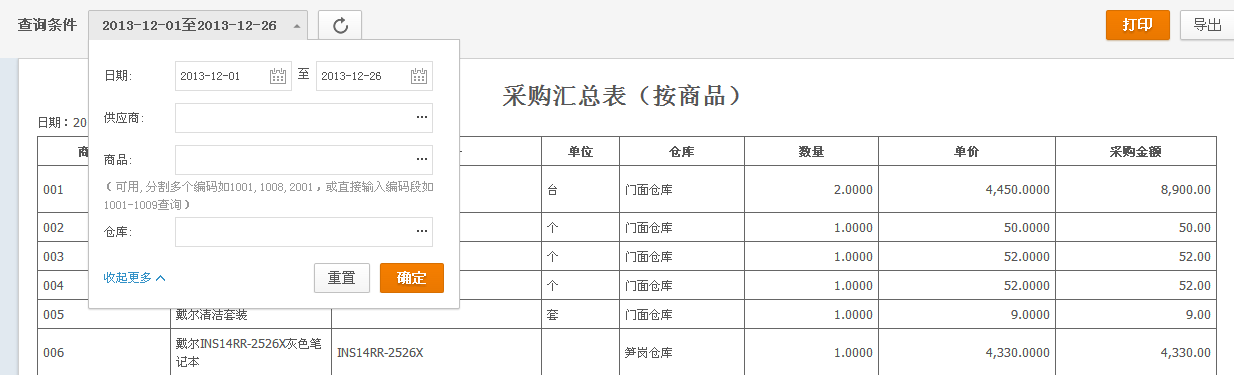 查询条件 2013-12-01至2013-12-26 打印 导出
日期: 2013-12-01 至 2013-12-26
供应商: ...
商品: ...
(可用,分割多个编码如1001,1008,2001，或直接输入编码段如
1001-1009查询)
仓库: ...
收起更多 重置 确定
采购汇总表（按商品）
日期：20
商 单位 仓库 数量 单价 采购金额
001 台 门面仓库 2.0000 4,450.0000 8,900.00
002 个 门面仓库 1.0000 50.0000 50.00
003 个 门面仓库 1.0000 52.0000 52.00
004 个 门面仓库 1.0000 52.0000 52.00
005 戴尔清洁套装 套 门面仓库 1.0000 9.0000 9.00
006 戴尔INS14RR-2526X灰色笔
记本 INS14RR-2526X 笋岗仓库 1.0000 4,330.0000 4,330.00